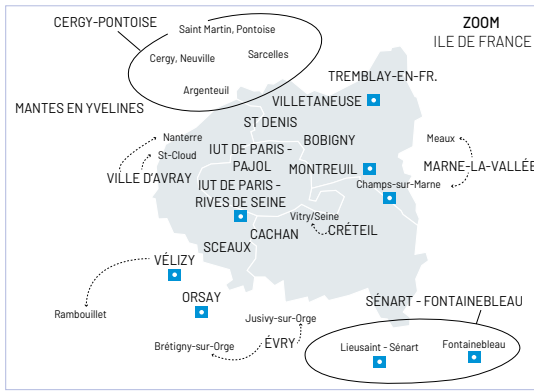 CERGY-PONTOISE
Saint Martin, Pontoise
Cergy, Neuville
Sarcelles
Argenteuil
ZOOM
ILE DE FRANCE
TREMBLAY-EN-FR.
MANTES EN YVELINES
VILLETANEUSE
ST DENIS
BOBIGNY
Nanterre
St-Cloud
VILLE D'AVRAY
IUT DE PARIS -
PAJOL
MONTREUIL
Meaux
MARNE-LA-VALLÉE
Champs-sur-Marne
IUT DE PARIS -
RIVES DE SEINE
Vitry/Seine
CRÉTEIL
CACHAN
SCEAUX
VÉLIZY
Rambouillet
ORSAY
Jusivy-sur-Orge
ÉVRY
Brétigny-sur-Orge
SÉNART - FONTAINEBLEAU
Lieusaint - Sénart
Fontainebleau